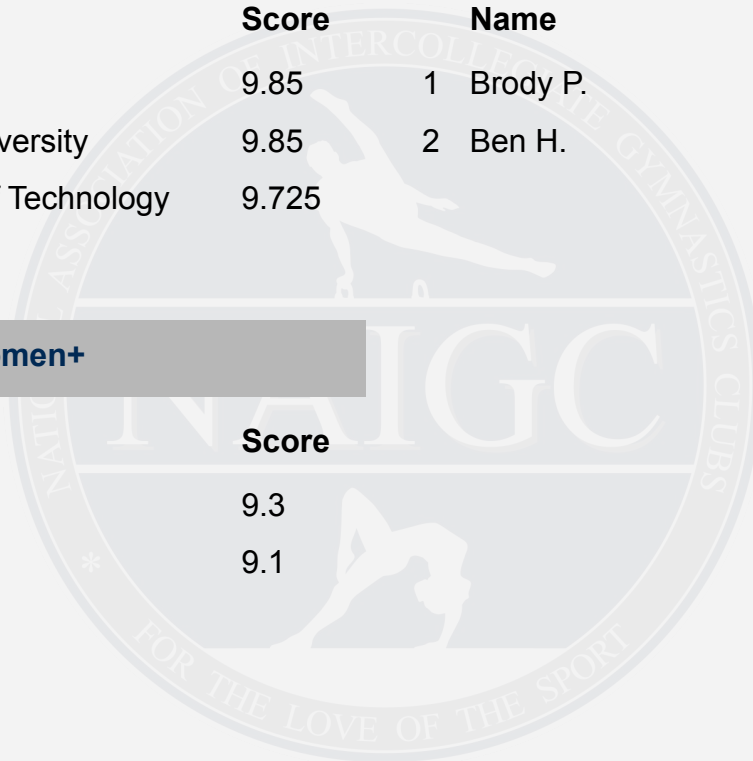 Score Name
9.85 1 Brody P.
versity 9.85 2 Ben H.
Technology 9.725
men+
Score
9.3
9.1
NATIONAL ASSOCIATION OF INTERCOLLEGIATE GYMNASTICS CLUBS
NAIGC
* FOR THE LOVE OF THE SPORT